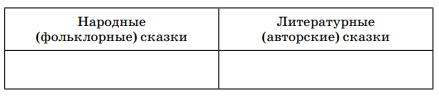 Народные
(фольклорные) сказки
Литературные
(авторские) сказки